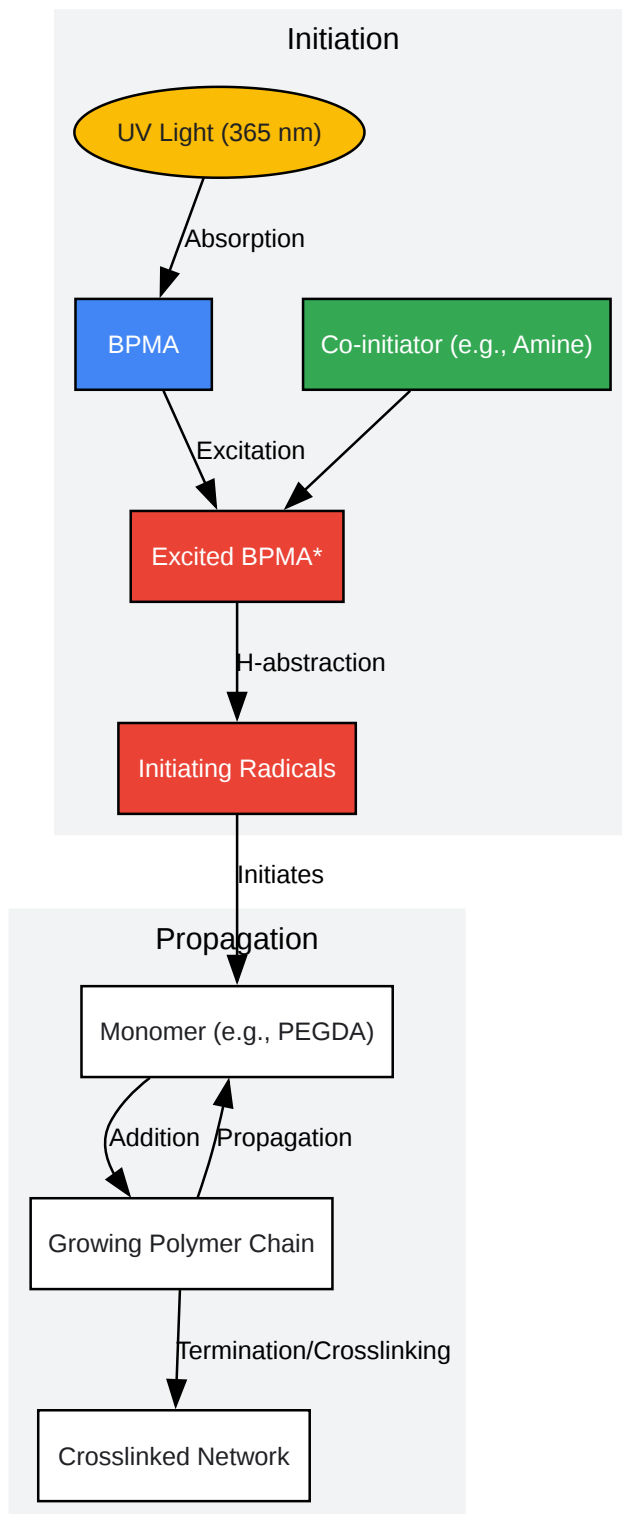 Initiation
UV Light (365 nm)
Absorption
BPMA
Co-initiator (e.g., Amine)
Excitation
Excited BPMA*
H-abstraction
Initiating Radicals
Initiates
Propagation
Monomer (e.g., PEGDA)
Addition
Propagation
Growing Polymer Chain
Termination/Crosslinking
Crosslinked Network